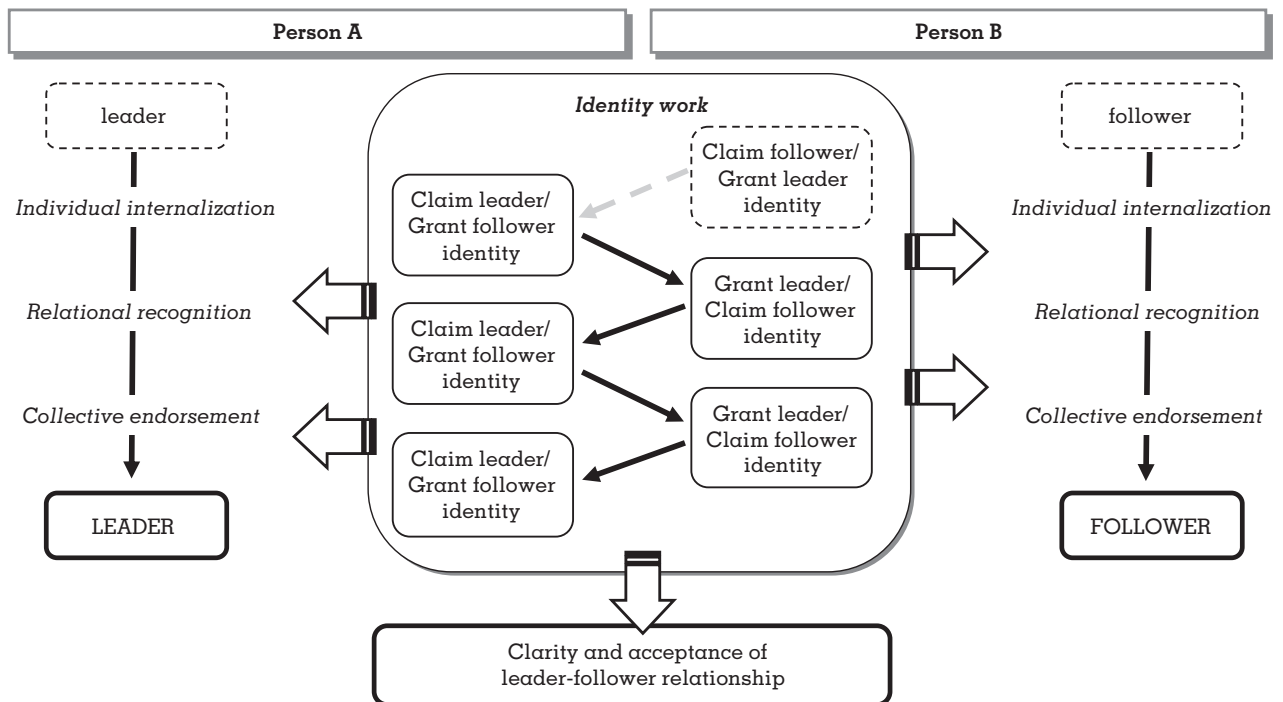 Person A
Person B
leader
Individual internalization
Relational recognition
Collective endorsement
LEADER
Identity work
Claim follower/
Grant leader
identity
Claim leader/
Grant follower
identity
Grant leader/
Claim follower
identity
Claim leader/
Grant follower
identity
Grant leader/
Claim follower
identity
Claim leader/
Grant follower
identity
follower
Individual internalization
Relational recognition
Collective endorsement
FOLLOWER
Clarity and acceptance of
leader-follower relationship